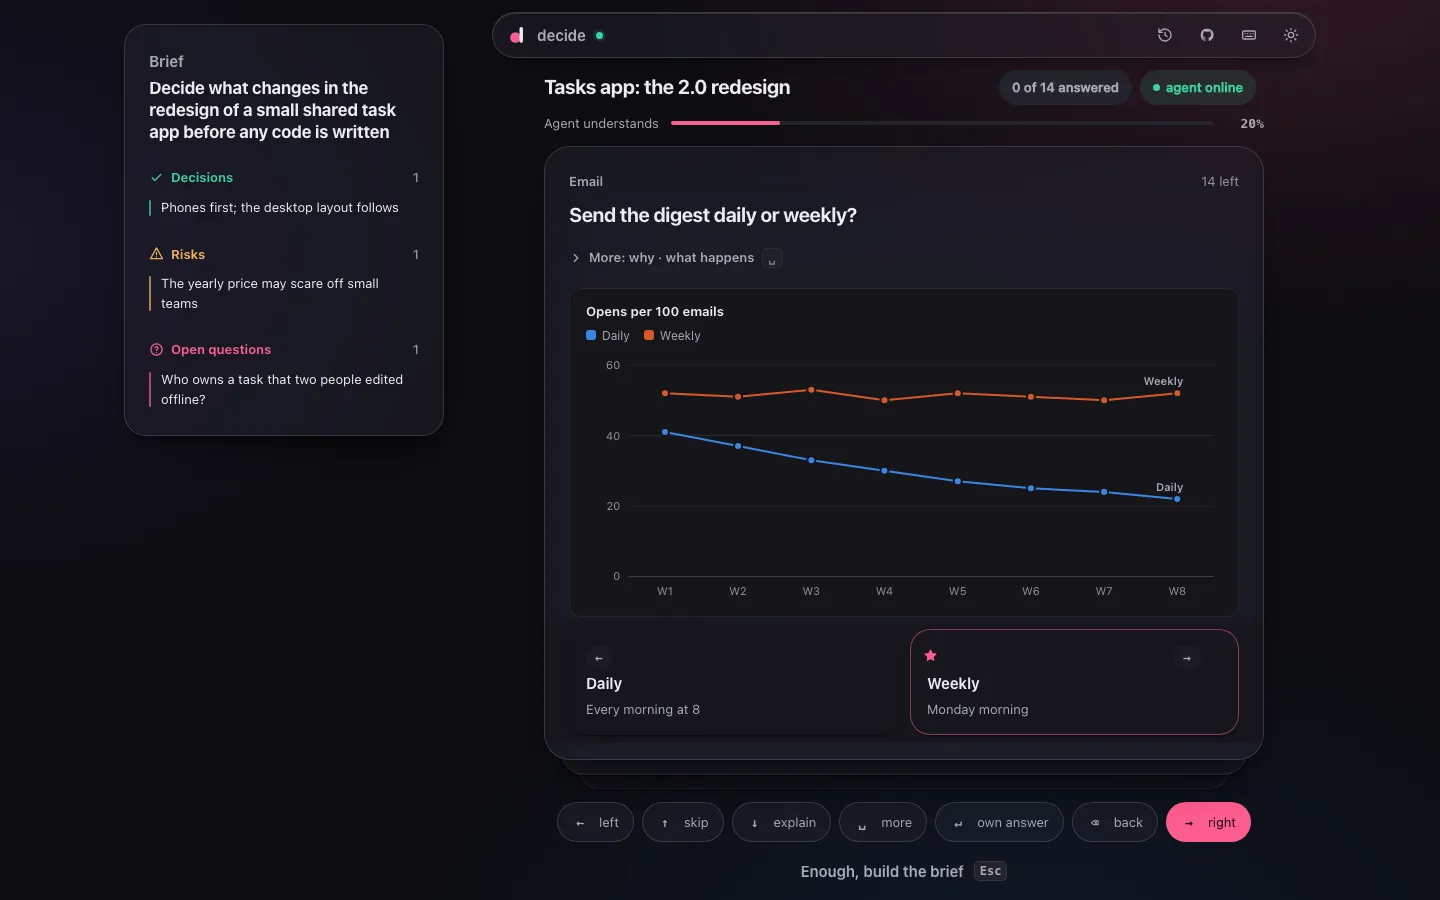 Brief
Decide what changes in the
redesign of a small shared task
app before any code is written
Decisions 1
Phones first; the desktop layout follows
Risks 1
The yearly price may scare off small
teams
Open questions 1
Who owns a task that two people edited
offline?
decide
Tasks app: the 2.0 redesign
0 of 14 answered
agent online
Agent understands 20%
Email 14 left
Send the digest daily or weekly?
More: why · what happens ␣
Opens per 100 emails
Daily Weekly
60
40
20
0
Weekly
Daily
W1 W2 W3 W4 W5 W6 W7 W8
←
Daily
Every morning at 8
→
Weekly
Monday morning
← left
↑ skip
↓ explain
␣ more
↵ own answer
⌫ back
→ right
Enough, build the brief Esc